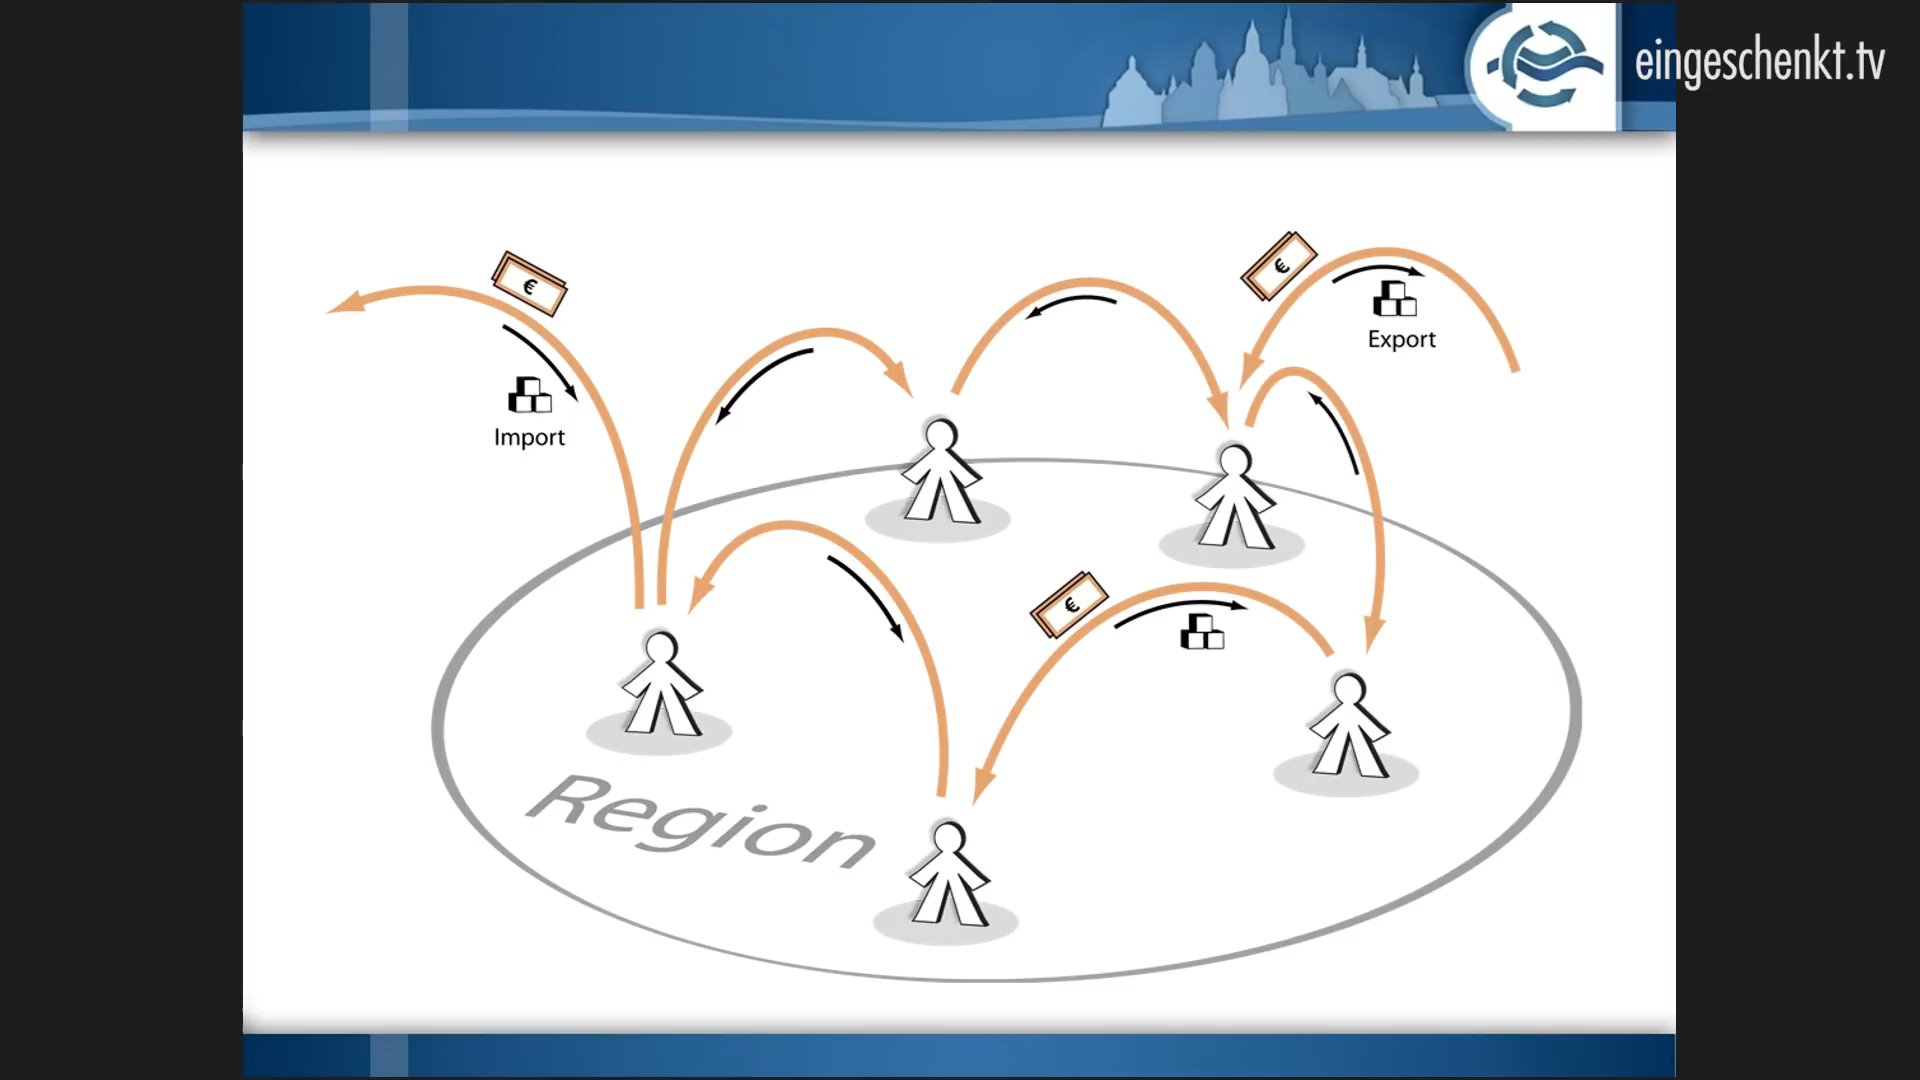 eingeschenkt.tv
€
€
Export
Import
€
Region